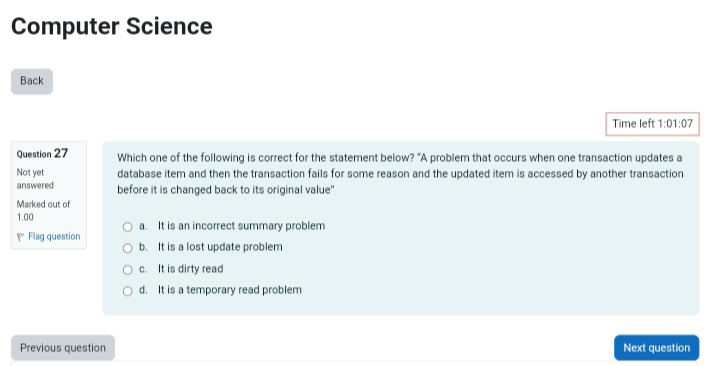 Computer Science
Back
Time left 1:01:07
Question 27
Not yet
answered
Marked out of
1.00
Flag question
Which one of the following is correct for the statement below? "A problem that occurs when one transaction updates a
database item and then the transaction fails for some reason and the updated item is accessed by another transaction
before it is changed back to its original value"
a. It is an incorrect summary problem
b. It is a lost update problem
c. It is dirty read
d. It is a temporary read problem
Previous question
Next question